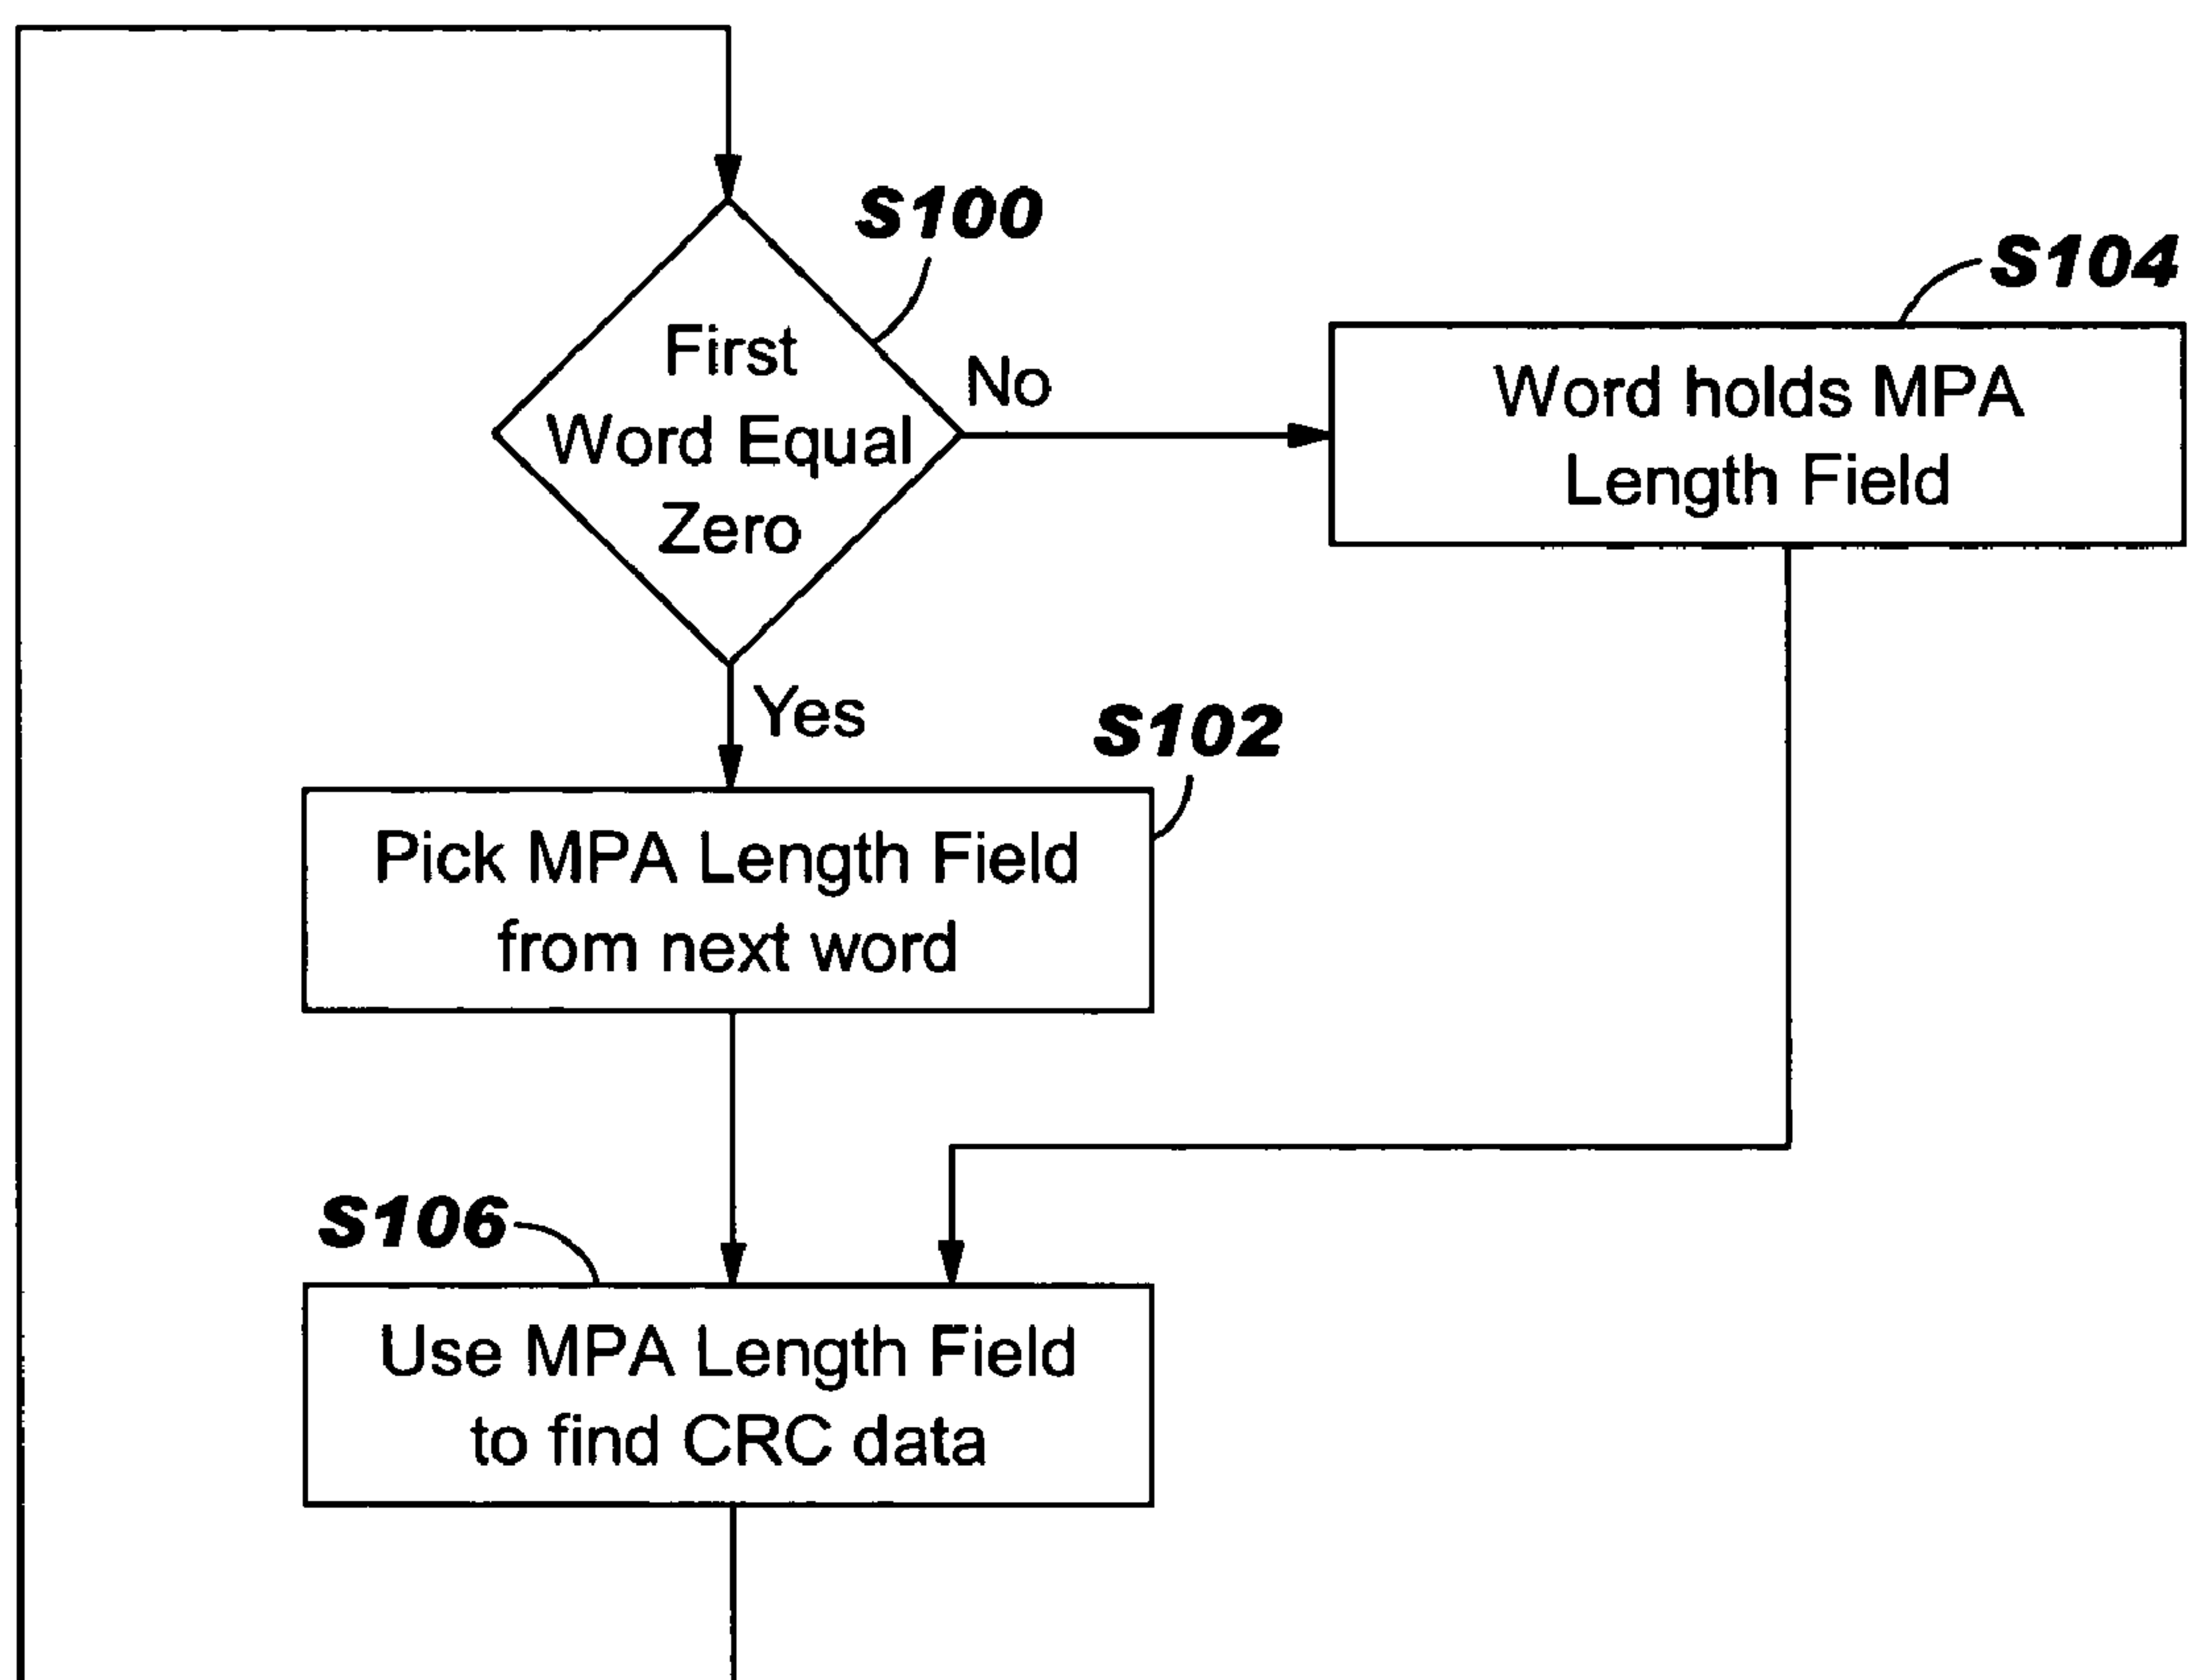 S100
First
Word Equal
Zero
No
S104
Word holds MPA
Length Field
Yes
S102
Pick MPA Length Field
from next word
S106
Use MPA Length Field
to find CRC data